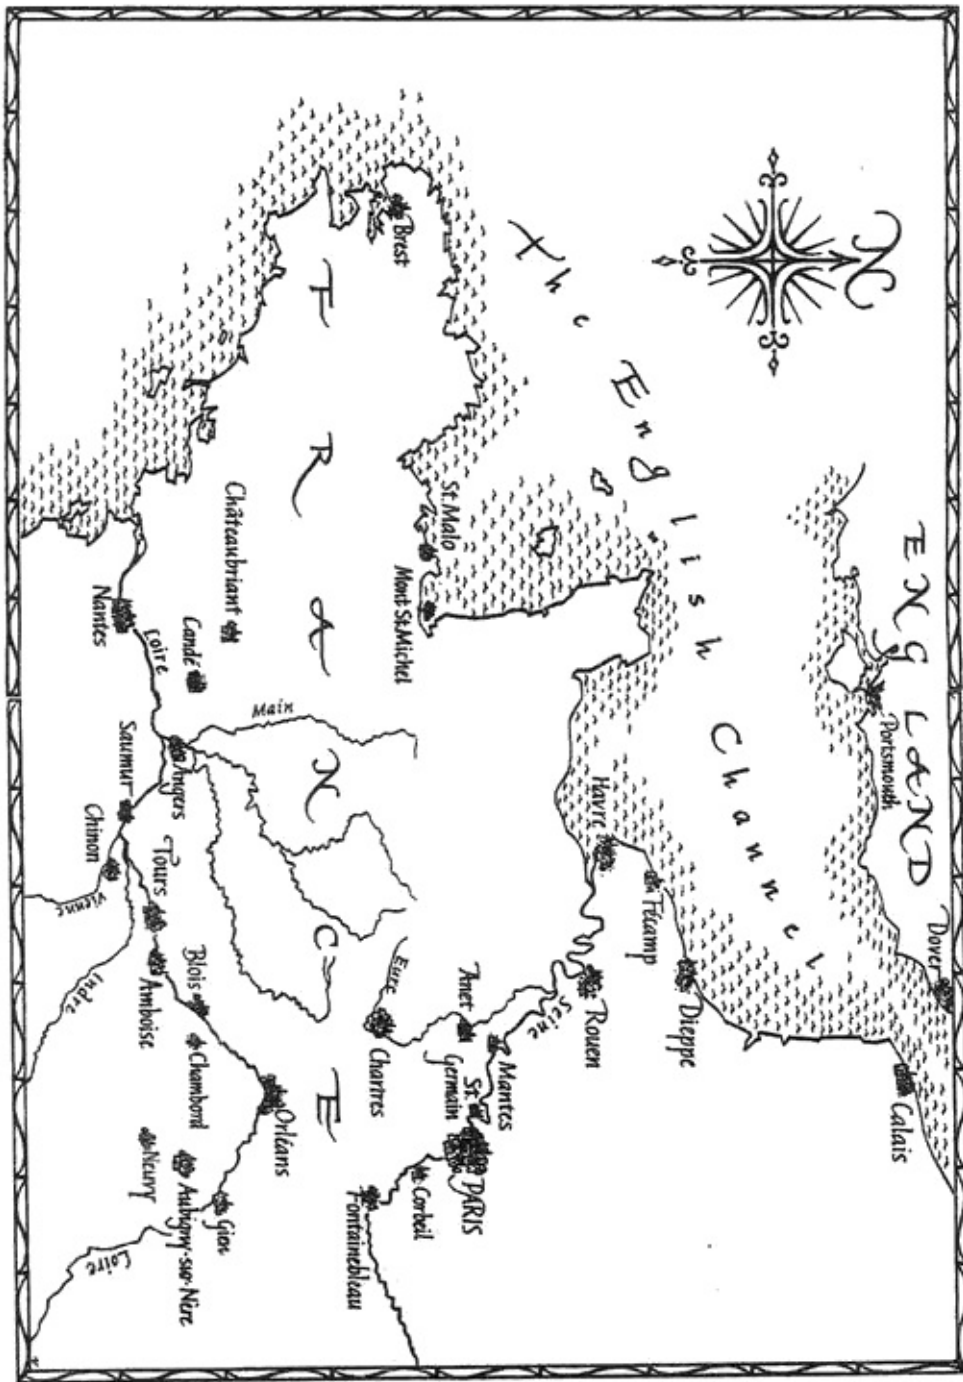 N
ENGLAND
Portsmouth
Dover
The English Channel
Calais
Dieppe
Fécamp
Havre
Rouen
Seine
Brest
St. Malo
Mont St. Michel
Mantes
Anet
St Germain
PARIS
Corbeil
Fontainebleau
Eure
Chartres
FRANCE
Châteaubriant
Candé
Main
Orléans
Nantes
Loire
Angers
Saumur
Chinon
Tours
Amboise
Blois
Chambord
Gien
Aubigny-sur-Nère
Neuvy
Vienne
Indre
Loire